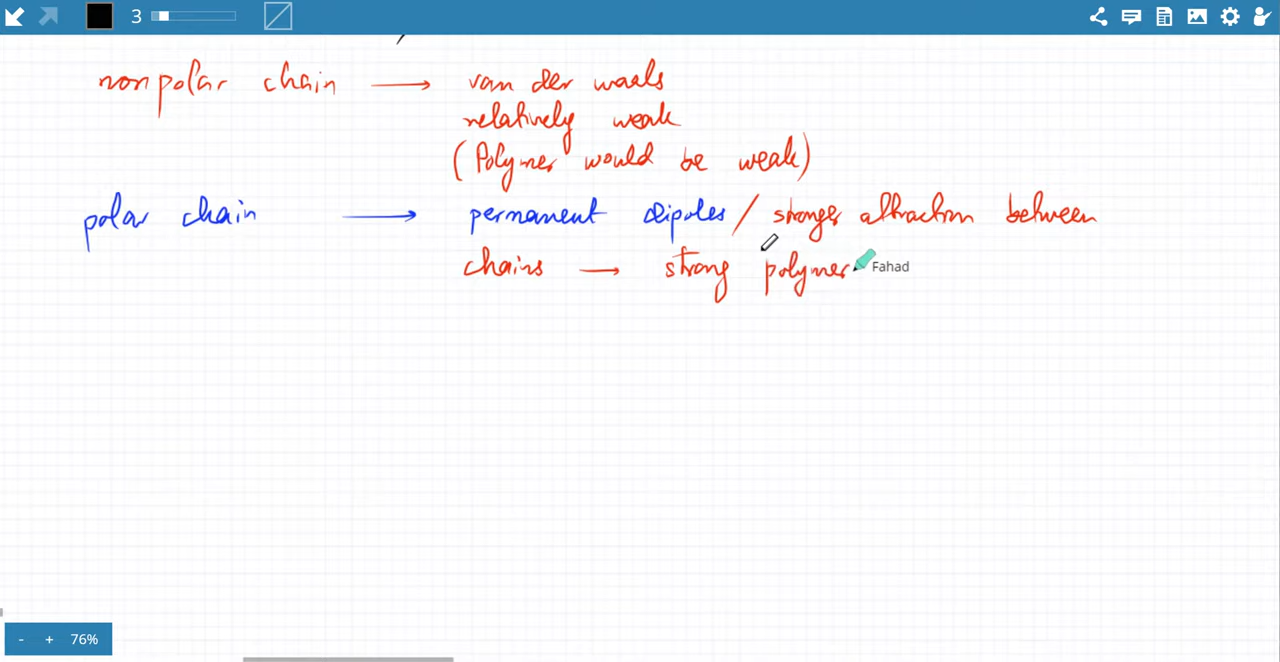 3
nonpolar chain → van der waals
relatively weak
(Polymer would be weak)
polar chain → permanent dipoles / stronger attraction between
chains → strong polymer
Fahad
- + 76%